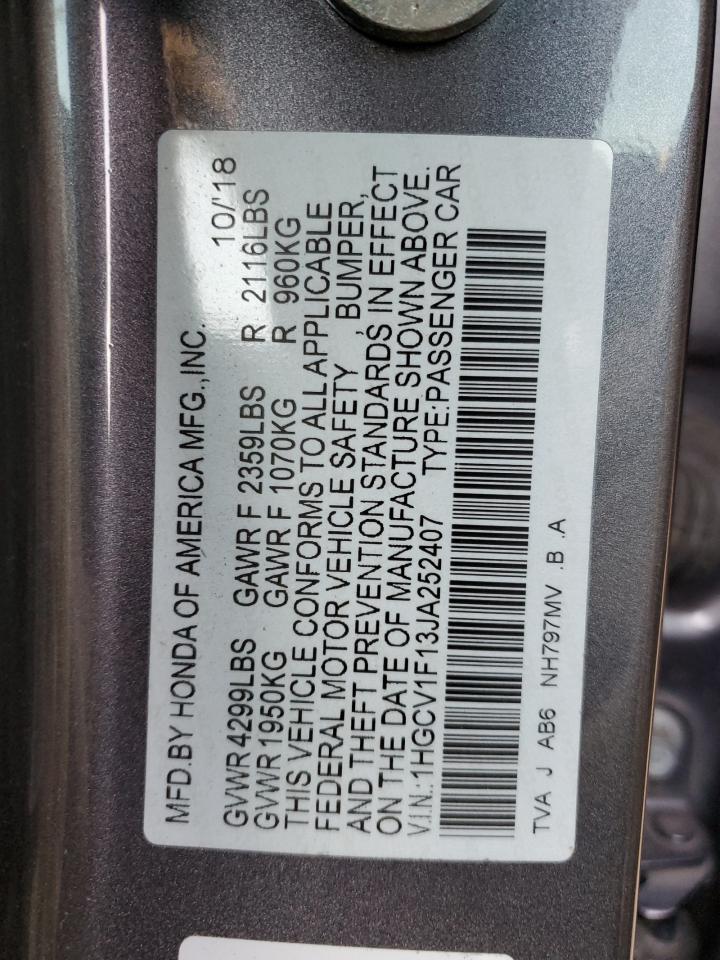 MFD.BY HONDA OF AMERICA MFG.,INC. 10/'18
GVWR 4299LBS GAWR F 2359LBS R 2116LBS
GVWR 1950KG GAWR F 1070KG R 960KG
THIS VEHICLE CONFORMS TO ALL APPLICABLE
FEDERAL MOTOR VEHICLE SAFETY, BUMPER,
AND THEFT PREVENTION STANDARDS IN EFFECT
ON THE DATE OF MANUFACTURE SHOWN ABOVE.
V.I.N.:1HGCV1F13JA252407 TYPE:PASSENGER CAR
TVA J AB6 NH797MV .B .A